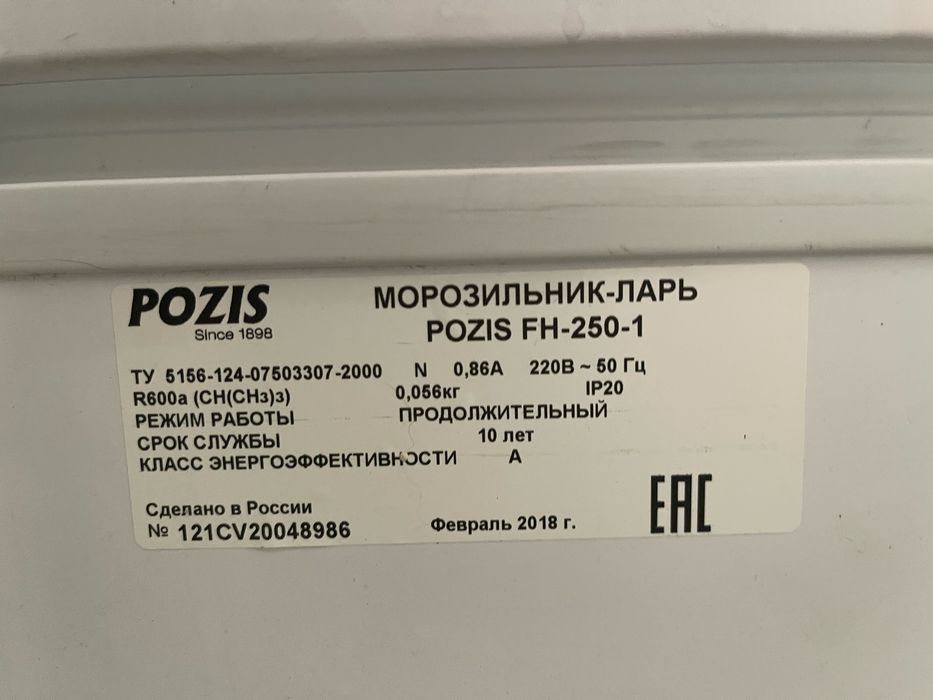 POZIS
Since 1898
МОРОЗИЛЬНИК-ЛАРЬ
POZIS FH-250-1
ТУ 5156-124-07503307-2000 N 0,86А 220В ~ 50 Гц
R600a (CH(CH₃)₃) 0,056кг IP20
РЕЖИМ РАБОТЫ ПРОДОЛЖИТЕЛЬНЫЙ
СРОК СЛУЖБЫ 10 лет
КЛАСС ЭНЕРГОЭФФЕКТИВНОСТИ А
Сделано в России
№ 121CV20048986 Февраль 2018 г.
EAC